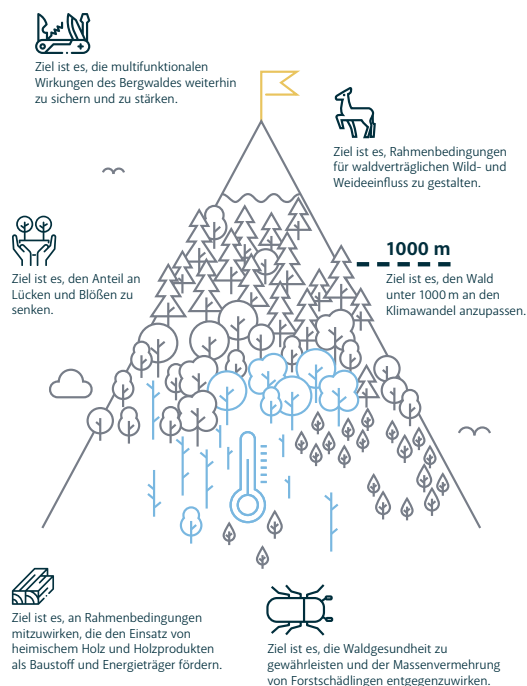 Ziel ist es, die multifunktionalen
Wirkungen des Bergwaldes weiterhin
zu sichern und zu stärken.
Ziel ist es, Rahmenbedingungen
für waldverträglichen Wild- und
Weideeinfluss zu gestalten.
Ziel ist es, den Anteil an
Lücken und Blößen zu
senken.
1000 m
Ziel ist es, den Wald
unter 1000 m an den
Klimawandel anzupassen.
Ziel ist es, an Rahmenbedingungen
mitzuwirken, die den Einsatz von
heimischem Holz und Holzprodukten
als Baustoff und Energieträger fördern.
Ziel ist es, die Waldgesundheit zu
gewährleisten und der Massenvermehrung
von Forstschädlingen entgegenzuwirken.